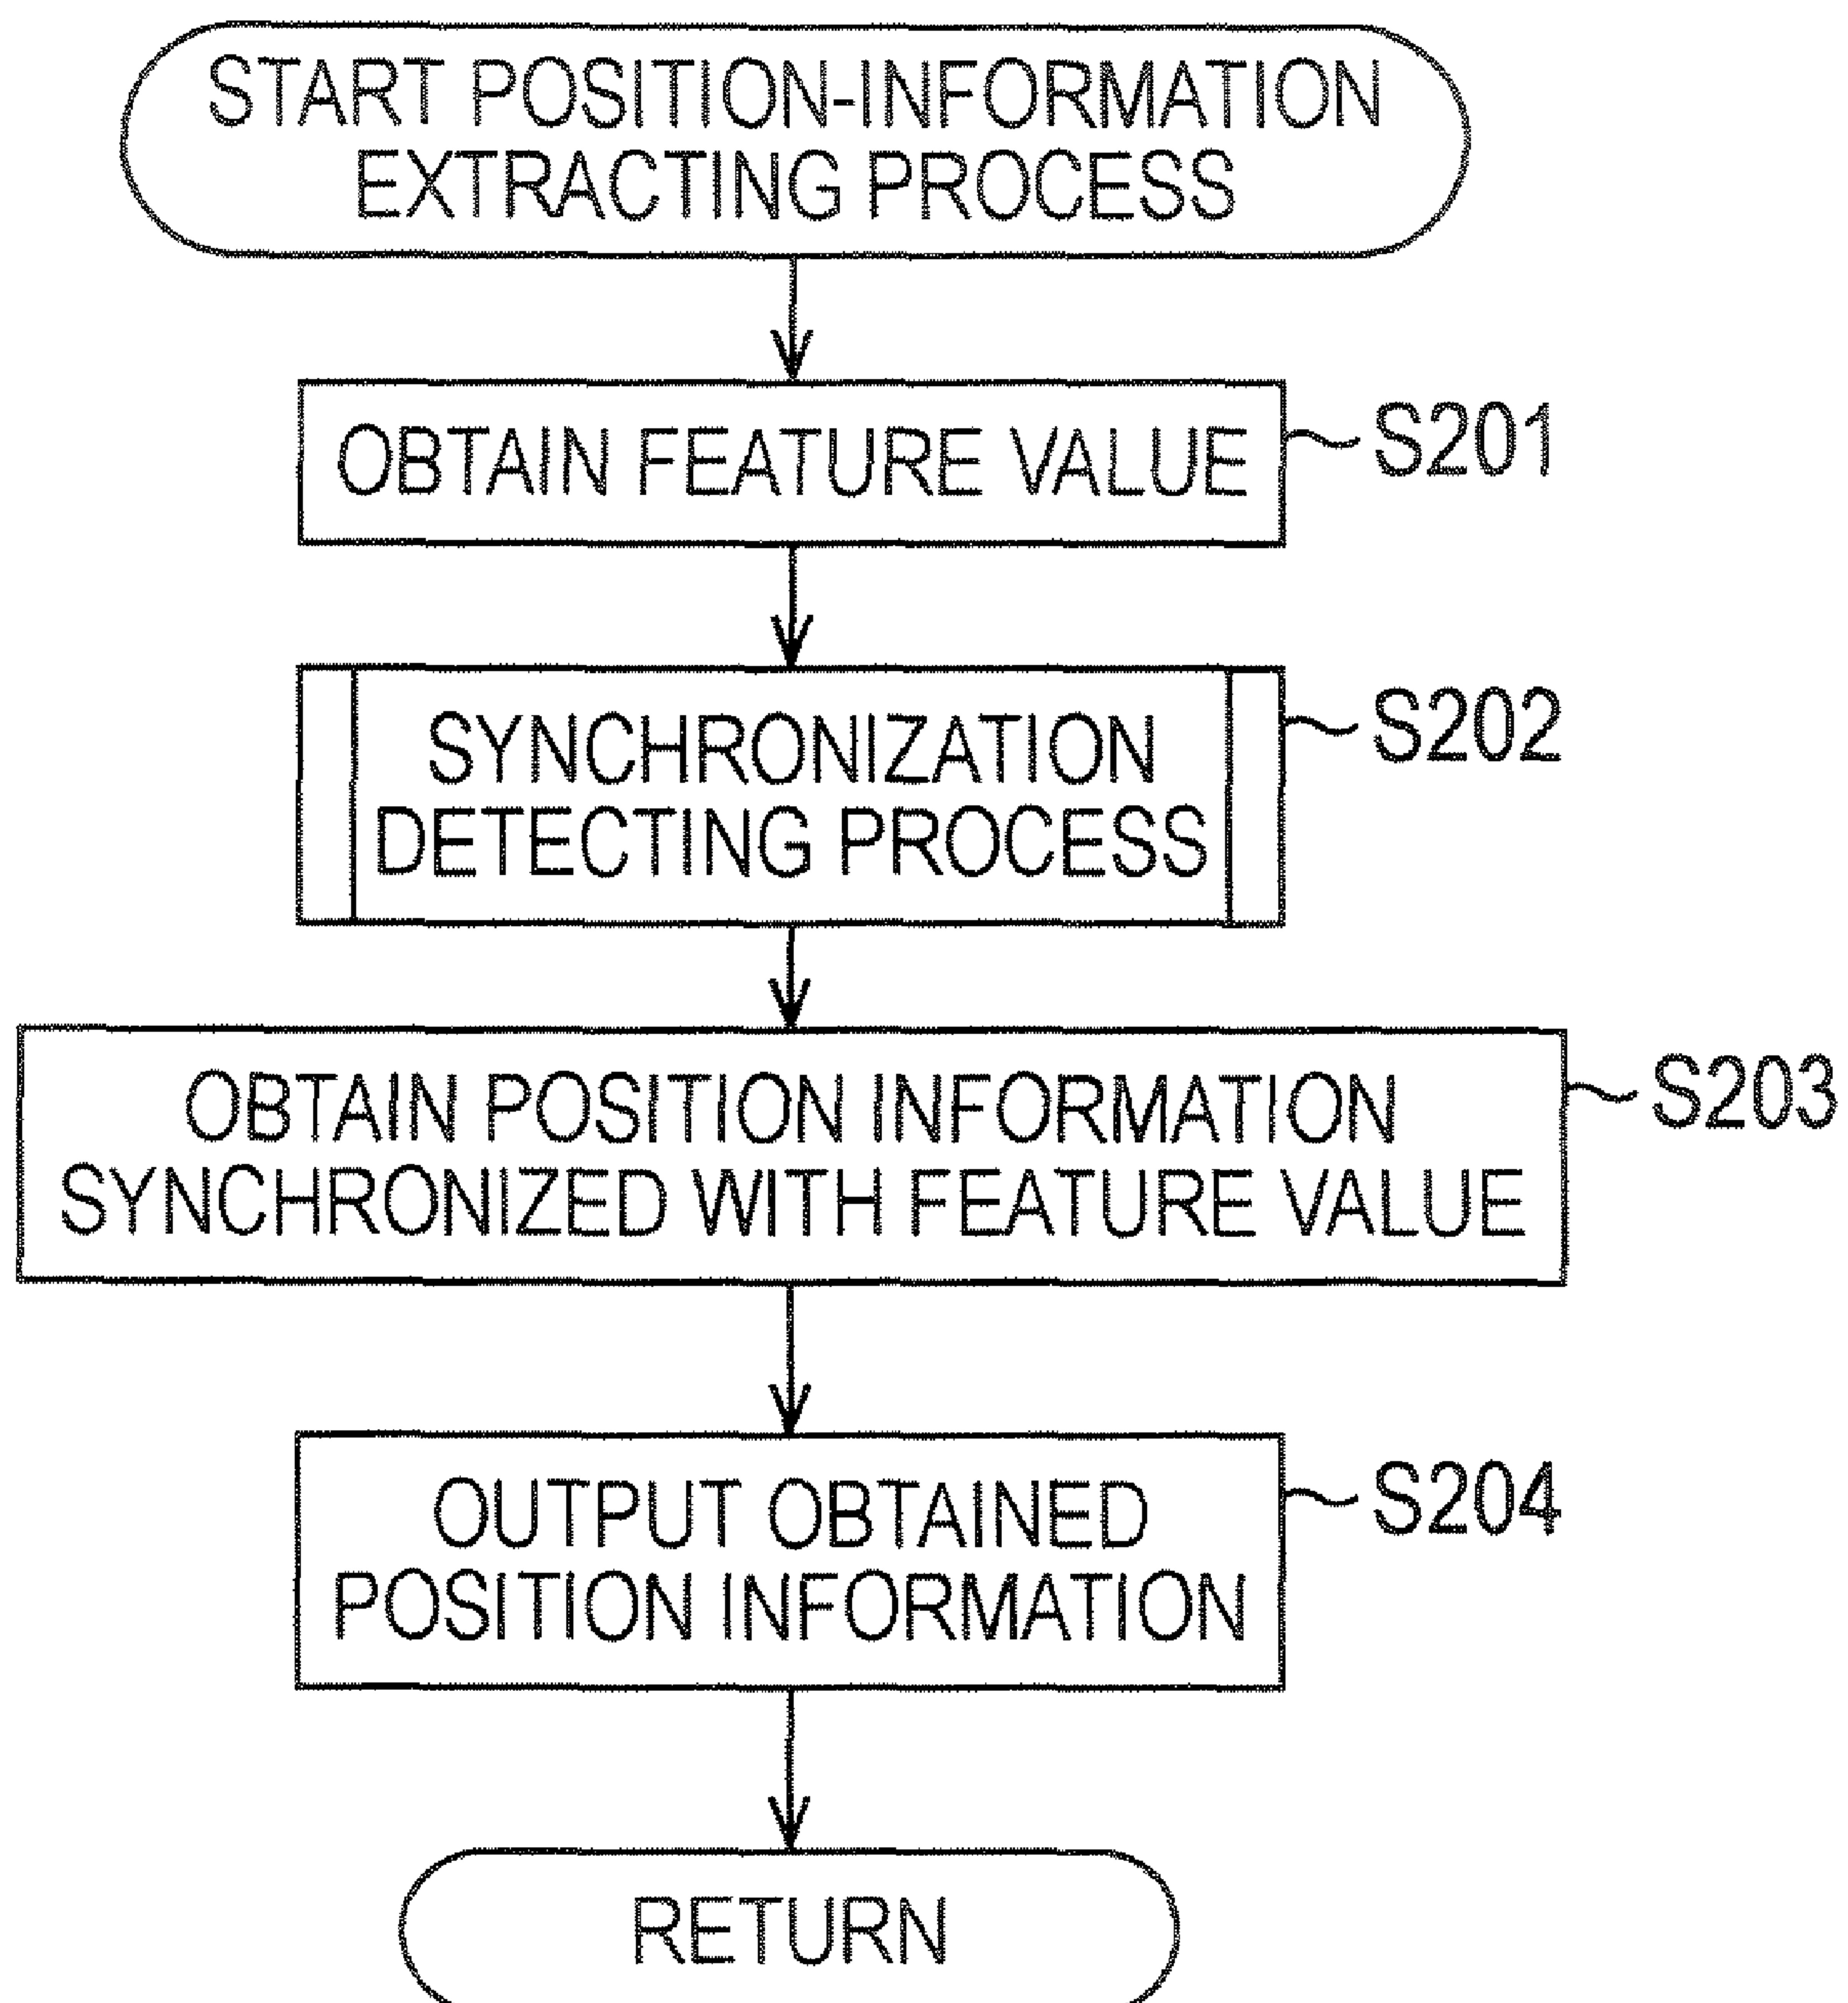 START POSITION-INFORMATION
EXTRACTING PROCESS
OBTAIN FEATURE VALUE
S201
SYNCHRONIZATION
DETECTING PROCESS
S202
OBTAIN POSITION INFORMATION
SYNCHRONIZED WITH FEATURE VALUE
S203
OUTPUT OBTAINED
POSITION INFORMATION
S204
RETURN